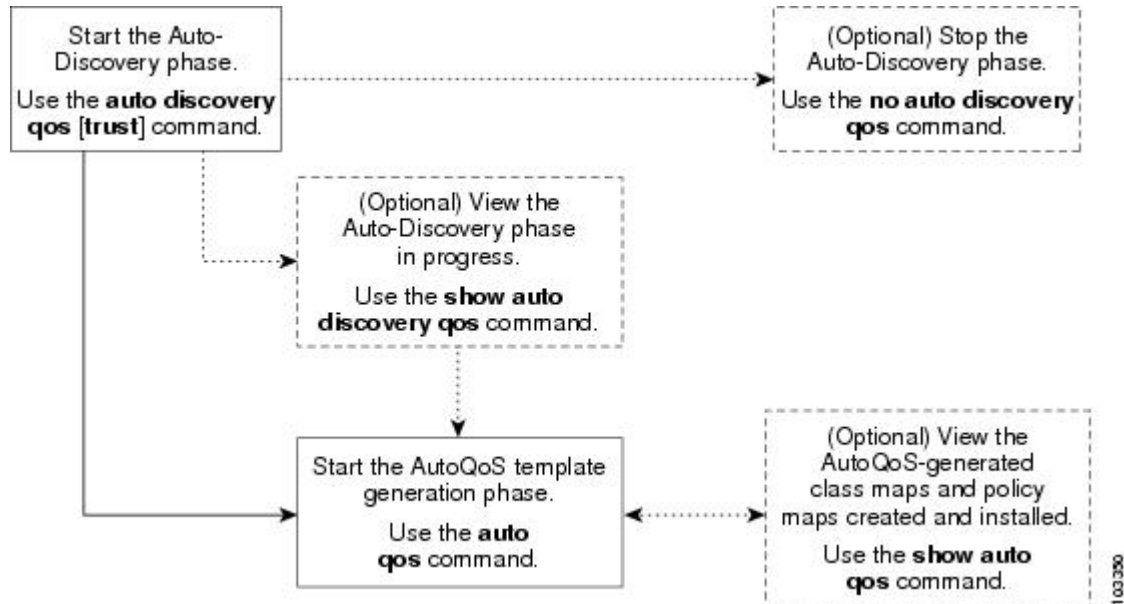 Start the Auto-
Discovery phase.
Use the auto discovery
qos [trust] command.
(Optional) Stop the
Auto-Discovery phase.
Use the no auto discovery
qos command.
(Optional) View the
Auto-Discovery phase
in progress.
Use the show auto
discovery qos command.
Start the AutoQoS template
generation phase.
Use the auto
qos command.
(Optional) View the
AutoQoS-generated
class maps and policy
maps created and installed.
Use the show auto
qos command.
103350